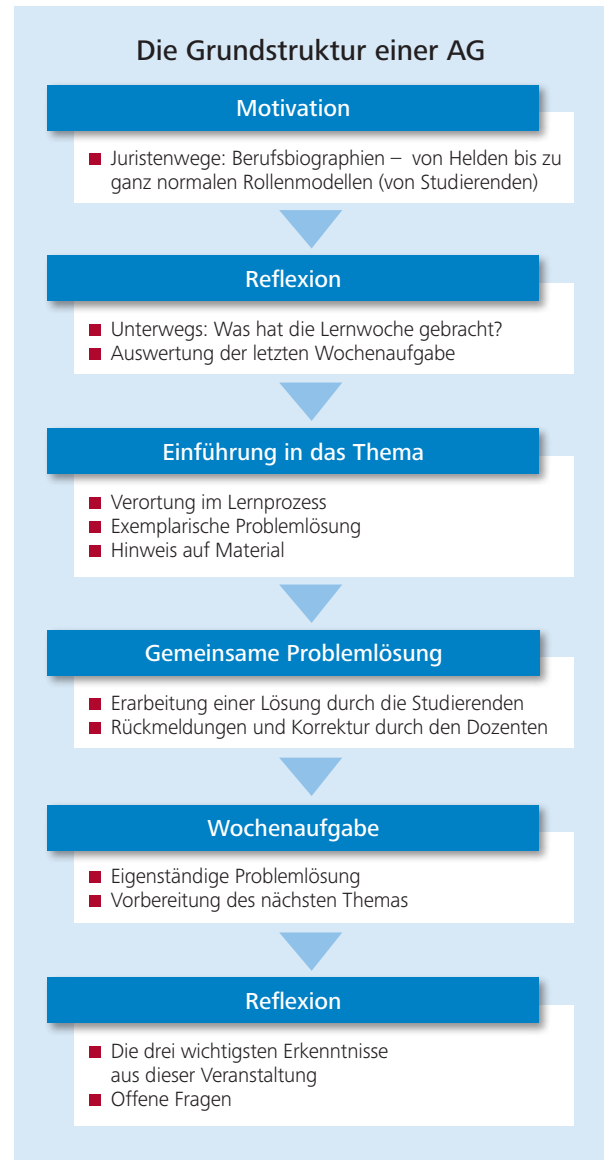 Die Grundstruktur einer AG
Motivation
Juristenwege: Berufsbiographien – von Helden bis zu
ganz normalen Rollenmodellen (von Studierenden)
Reflexion
Unterwegs: Was hat die Lernwoche gebracht?
Auswertung der letzten Wochenaufgabe
Einführung in das Thema
Verortung im Lernprozess
Exemplarische Problemlösung
Hinweis auf Material
Gemeinsame Problemlösung
Erarbeitung einer Lösung durch die Studierenden
Rückmeldungen und Korrektur durch den Dozenten
Wochenaufgabe
Eigenständige Problemlösung
Vorbereitung des nächsten Themas
Reflexion
Die drei wichtigsten Erkenntnisse
aus dieser Veranstaltung
Offene Fragen